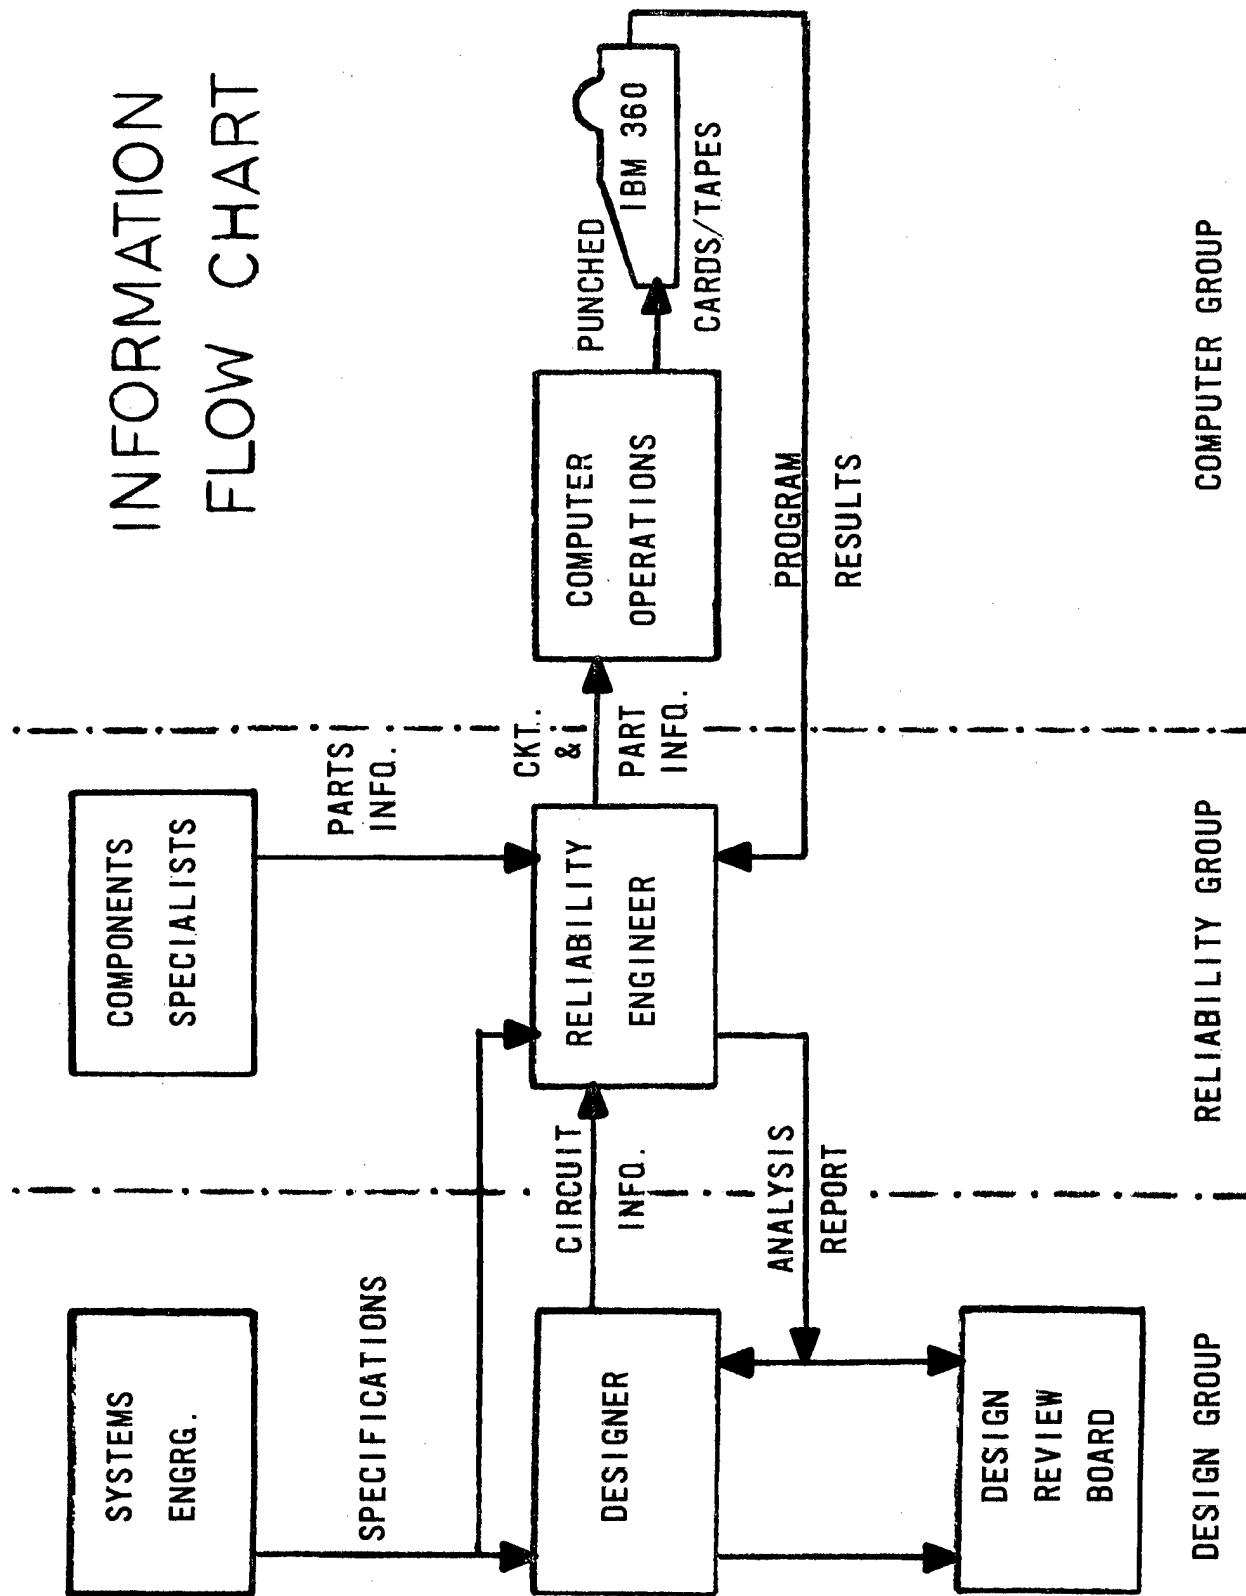 INFORMATION
FLOW CHART
SYSTEMS
ENGRG.
COMPONENTS
SPECIALISTS
SPECIFICATIONS
PARTS
INFO.
DESIGNER
CIRCUIT
INFO.
RELIABILITY
ENGINEER
CKT.
&
PART
INFO.
COMPUTER
OPERATIONS
PUNCHED
CARDS/TAPES
IBM 360
PROGRAM
RESULTS
ANALYSIS
REPORT
DESIGN
REVIEW
BOARD
DESIGN GROUP
RELIABILITY GROUP
COMPUTER GROUP